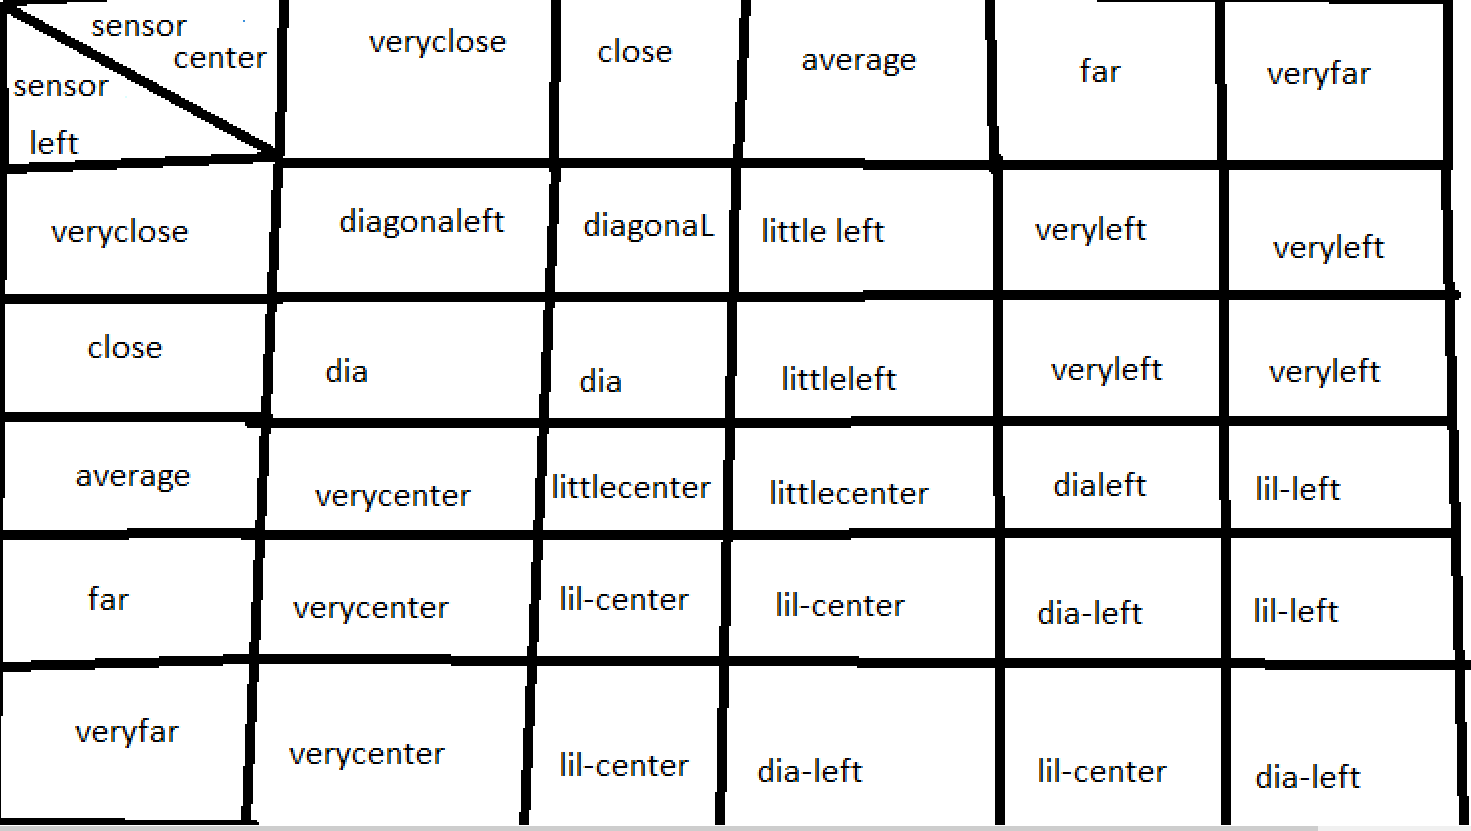 sensor
center
sensor
left
veryclose
close
average
far
veryfar
veryclose
diagonaleft
diagonaL
little left
veryleft
veryleft
close
dia
dia
littleleft
veryleft
veryleft
average
verycenter
littlecenter
littlecenter
dialeft
lil-left
far
verycenter
lil-center
lil-center
dia-left
lil-left
veryfar
verycenter
lil-center
dia-left
lil-center
dia-left